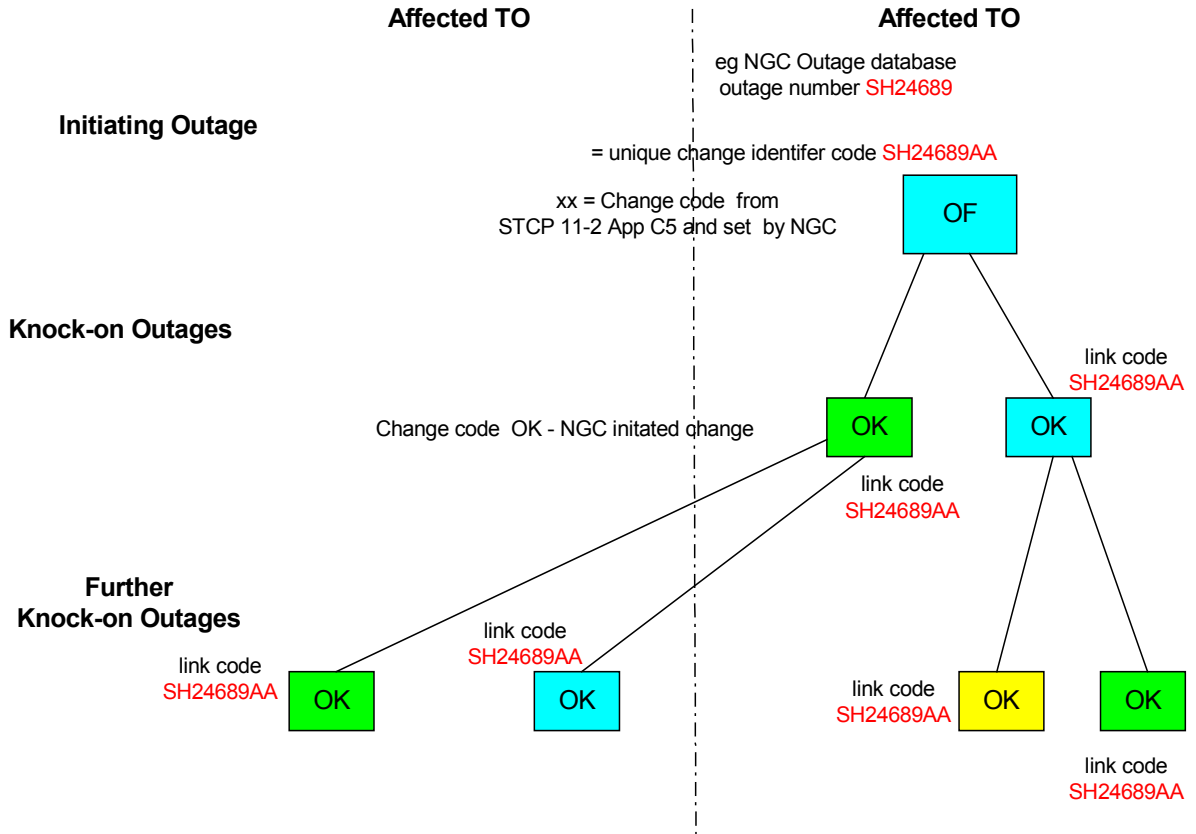 Affected TO
Affected TO
eg NGC Outage database
outage number SH24689
Initiating Outage
= unique change identifer code SH24689AA
xx = Change code from
STCP 11-2 App C5 and set by NGC
OF
Knock-on Outages
link code
SH24689AA
Change code OK - NGC initated change
OK
OK
link code
SH24689AA
Further
Knock-on Outages
link code
SH24689AA
OK
link code
SH24689AA
OK
link code
SH24689AA
OK
OK
link code
SH24689AA